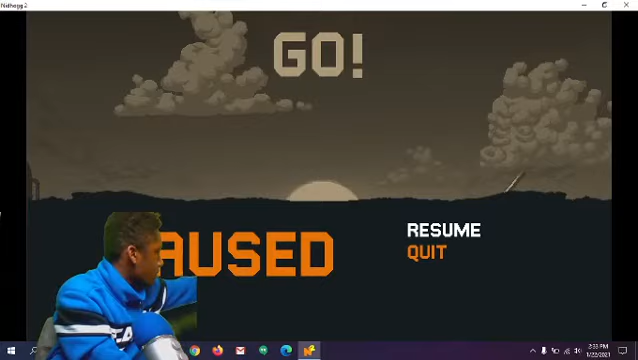 Nidhogg 2
GO!
AUSED
RESUME
QUIT
2:33 PM
1/22/2021